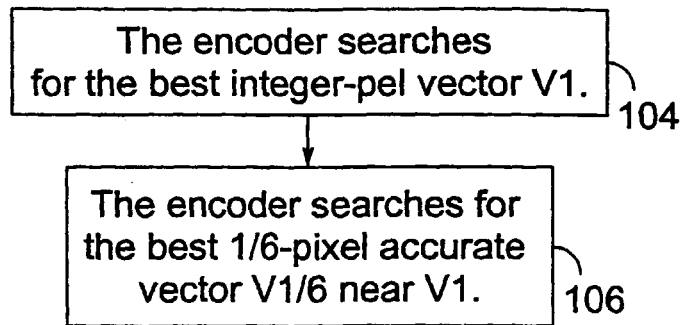 The encoder searches
for the best integer-pel vector V1.
104
The encoder searches for
the best 1/6-pixel accurate
vector V1/6 near V1.
106